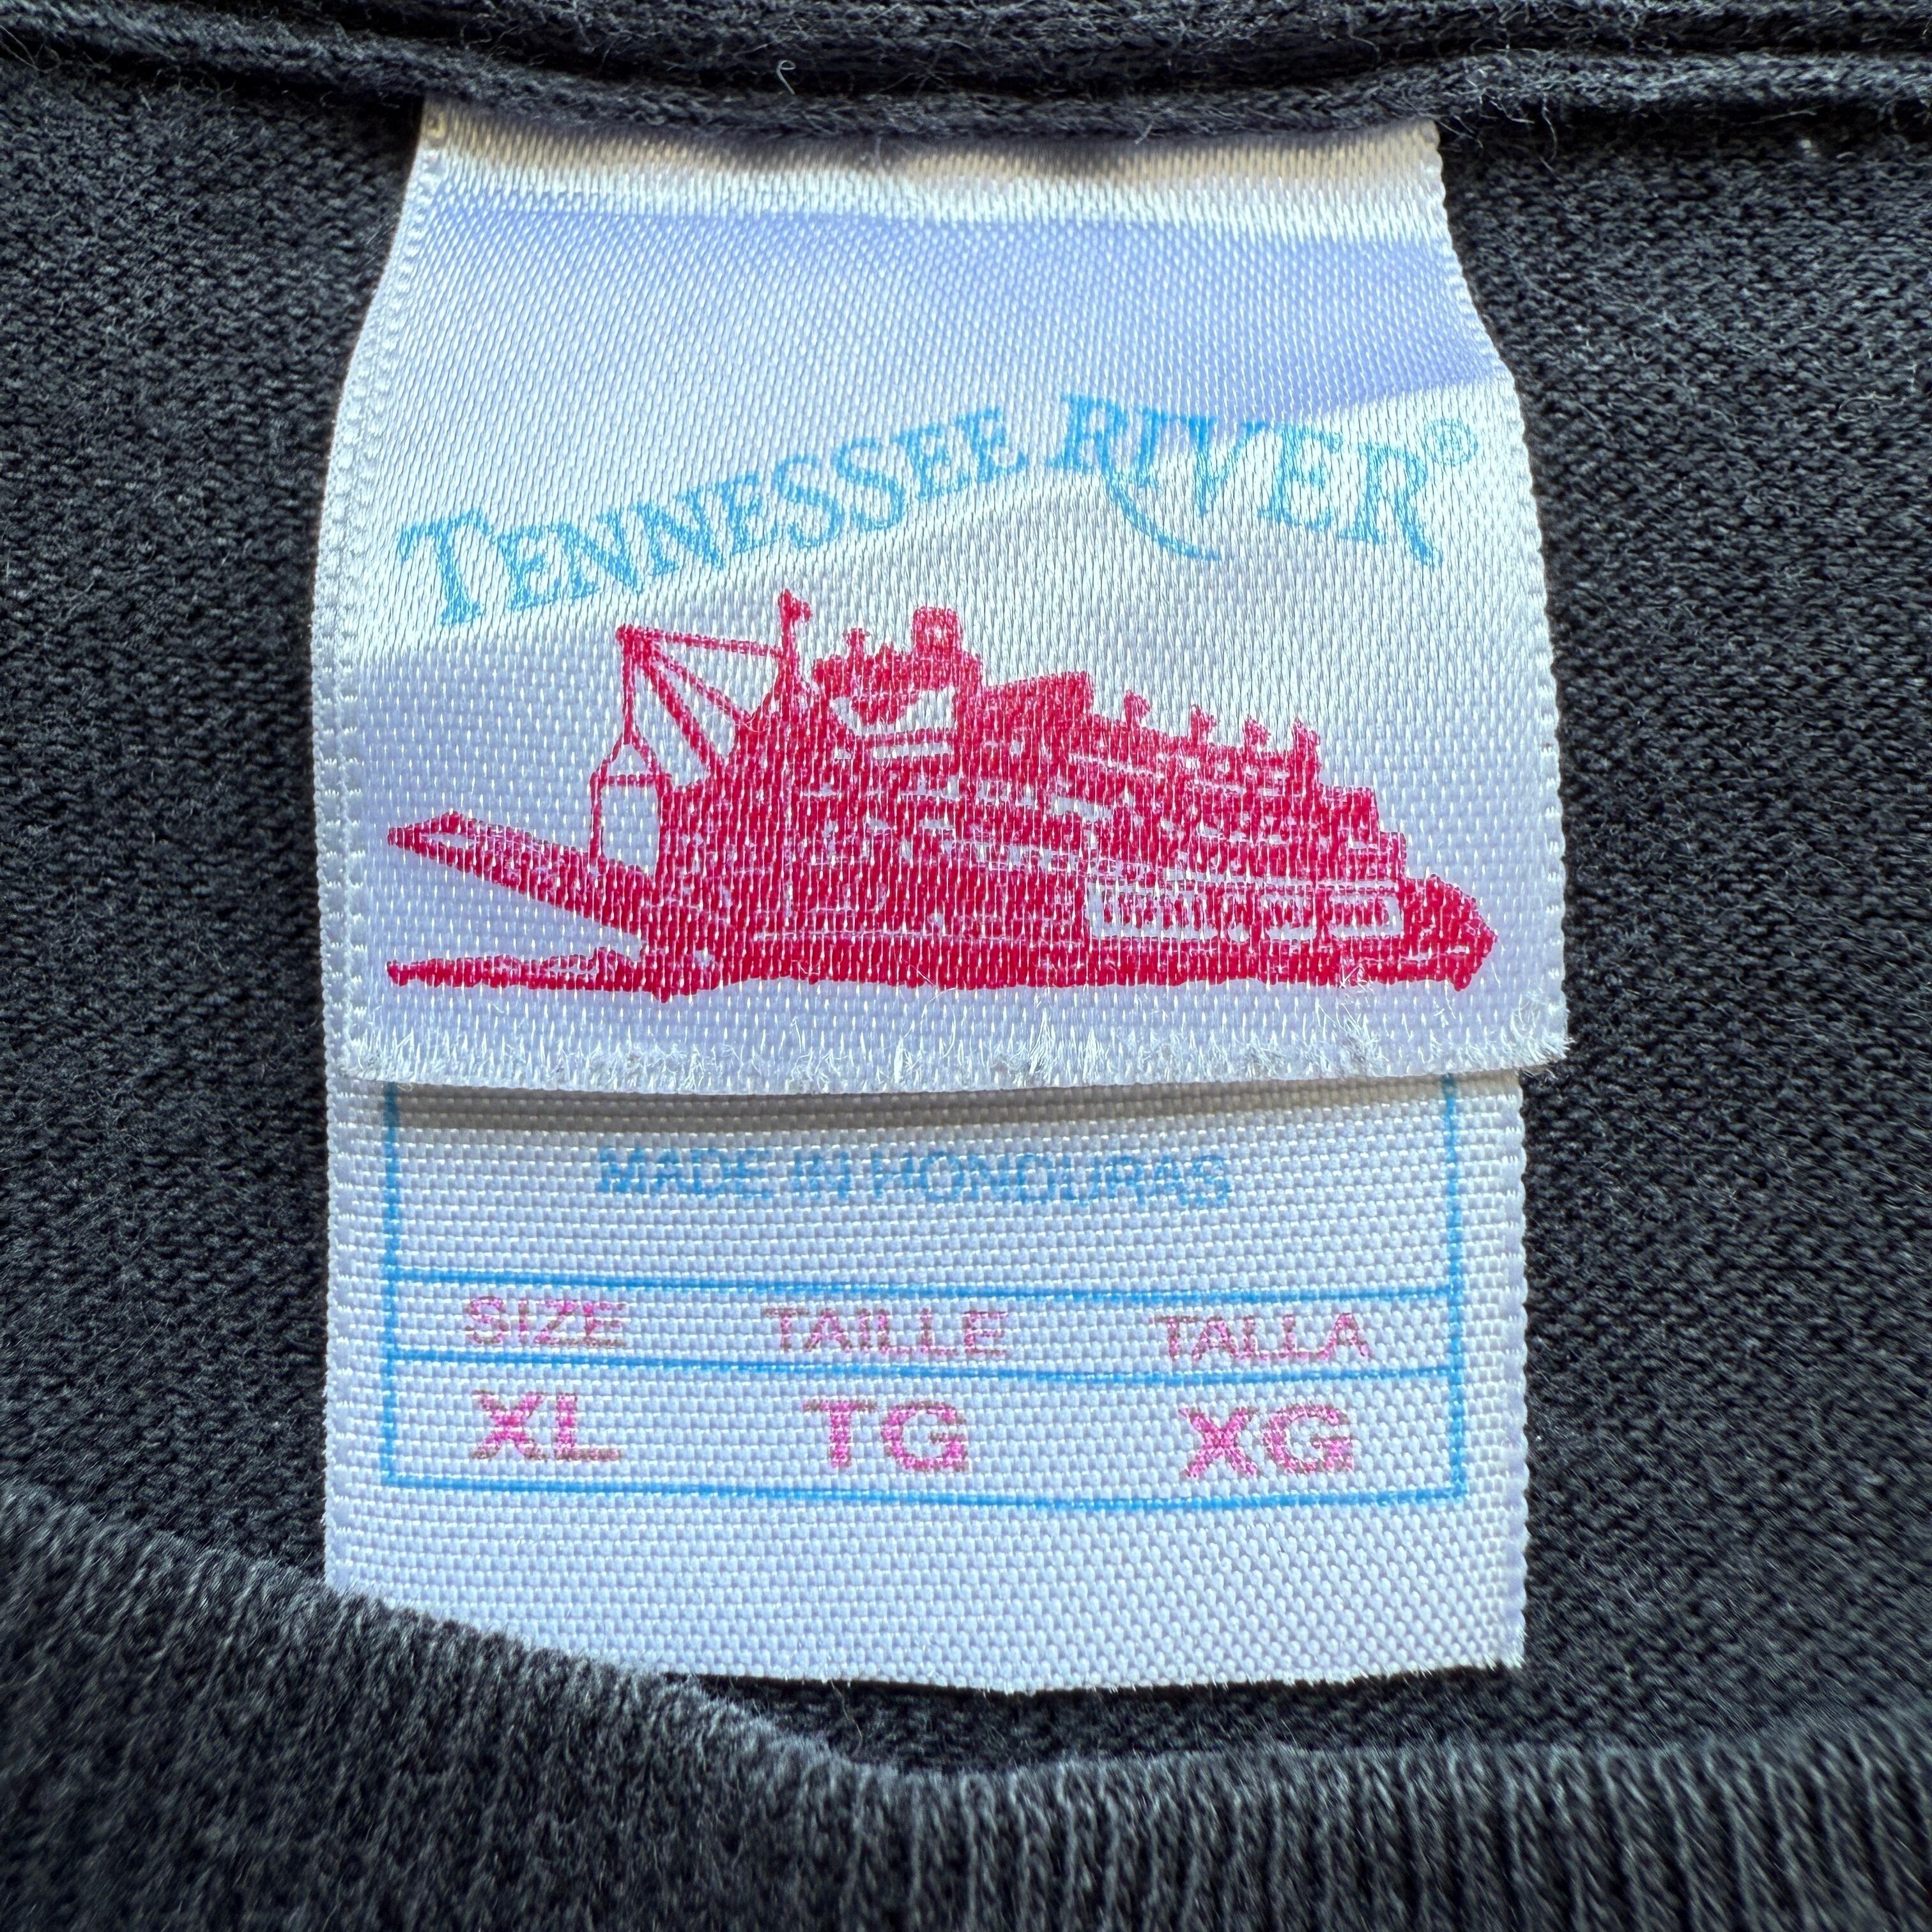 TENNESSEE RIVER®
MADE IN HONDURAS
SIZE TAILLE TALLA
XL TG XG